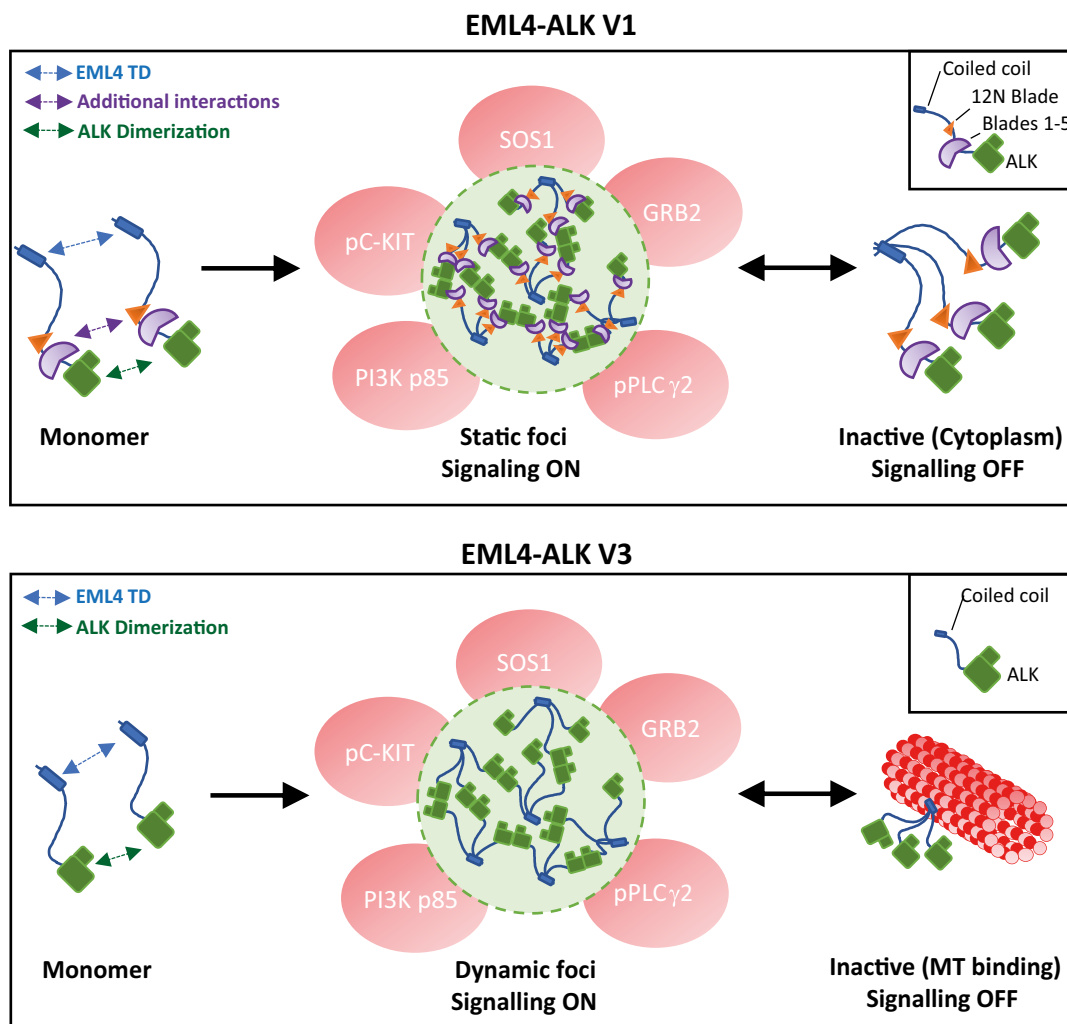 EML4-ALK V1
EML4 TD
Additional interactions
ALK Dimerization
Coiled coil
12N Blade
Blades 1-5
ALK
SOS1
pC-KIT
GRB2
PI3K p85
pPLCγ2
Monomer
Static foci
Signaling ON
Inactive (Cytoplasm)
Signalling OFF
EML4-ALK V3
EML4 TD
ALK Dimerization
Coiled coil
ALK
SOS1
pC-KIT
GRB2
PI3K p85
pPLCγ2
Monomer
Dynamic foci
Signalling ON
Inactive (MT binding)
Signalling OFF